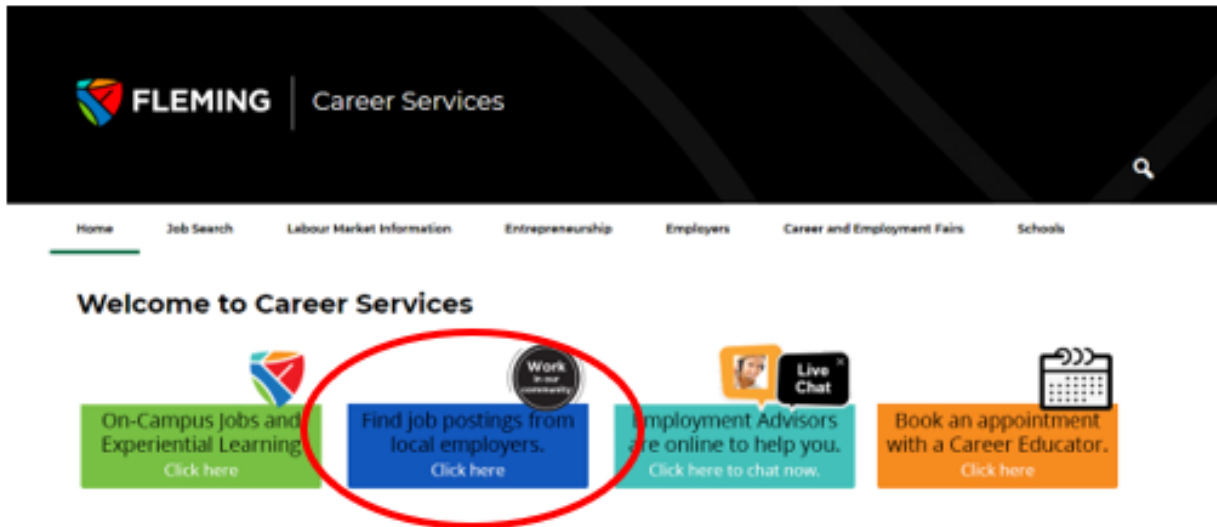 FLEMING
Career Services
Home Job Search Labour Market Information Entrepreneurship Employers Career and Employment Fairs Schools
Welcome to Career Services
Work
in our
community
Live
Chat
On-Campus Jobs and
Experiential Learning
Click here
Find job postings from
local employers.
Click here
Employment Advisors
are online to help you.
Click here to chat now.
Book an appointment
with a Career Educator.
Click here